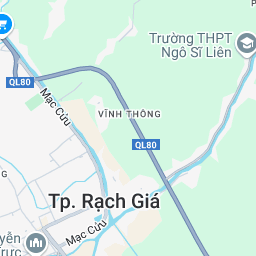 Trường THPT
Ngô Sĩ Liên
QL80
Mạc Cửu
VĨNH THÔNG
QL80
Tp. Rạch Giá
Mạc Cửu